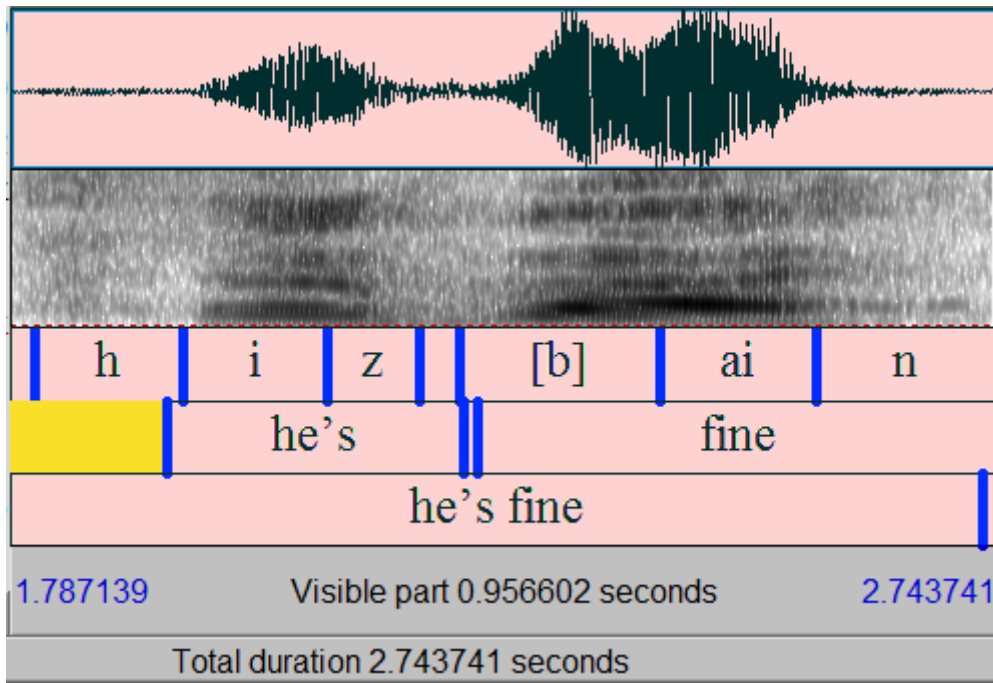 h i z [b] ai n
he’s fine
he’s fine
1.787139 Visible part 0.956602 seconds 2.743741
Total duration 2.743741 seconds